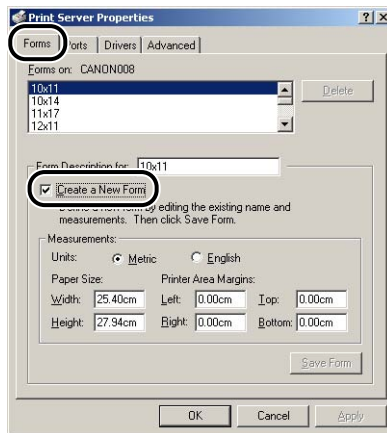 Print Server Properties
Forms Ports Drivers Advanced
Forms on: CANON008
10x11
10x14
11x17
12x11
Delete
Form Description for: 10x11
Create a New Form
Define a new form by editing the existing name and
measurements. Then click Save Form.
Measurements:
Units: Metric English
Paper Size: Printer Area Margins:
Width: 25.40cm Left: 0.00cm Top: 0.00cm
Height: 27.94cm Right: 0.00cm Bottom: 0.00cm
Save Form
OK Cancel Apply